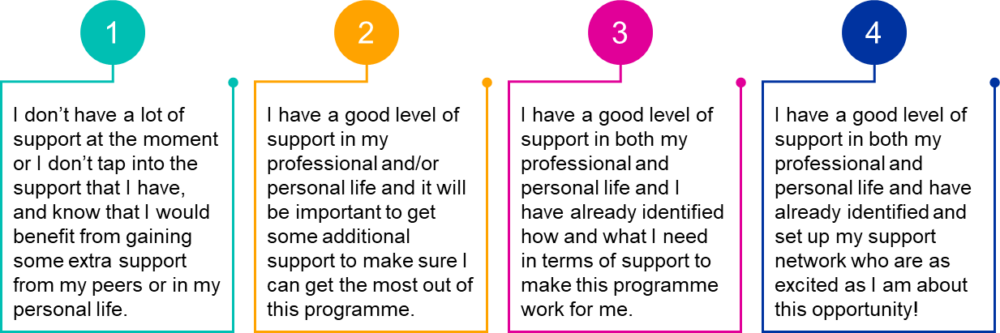 1
I don’t have a lot of
support at the moment
or I don’t tap into the
support that I have,
and know that I would
benefit from gaining
some extra support
from my peers or in my
personal life.
2
I have a good level of
support in my
professional and/or
personal life and it will
be important to get
some additional
support to make sure I
can get the most out of
this programme.
3
I have a good level of
support in both my
professional and
personal life and I
have already identified
how and what I need
in terms of support to
make this programme
work for me.
4
I have a good level of
support in both my
professional and
personal life and have
already identified and
set up my support
network who are as
excited as I am about
this opportunity!